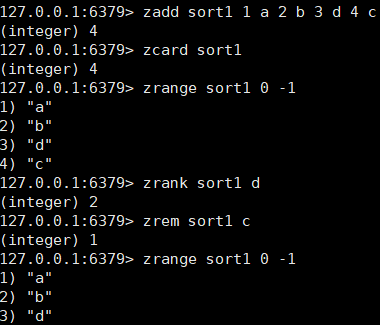 127.0.0.1:6379> zadd sort1 1 a 2 b 3 d 4 c
(integer) 4
127.0.0.1:6379> zcard sort1
(integer) 4
127.0.0.1:6379> zrange sort1 0 -1
1) "a"
2) "b"
3) "d"
4) "c"
127.0.0.1:6379> zrank sort1 d
(integer) 2
127.0.0.1:6379> zrem sort1 c
(integer) 1
127.0.0.1:6379> zrange sort1 0 -1
1) "a"
2) "b"
3) "d"